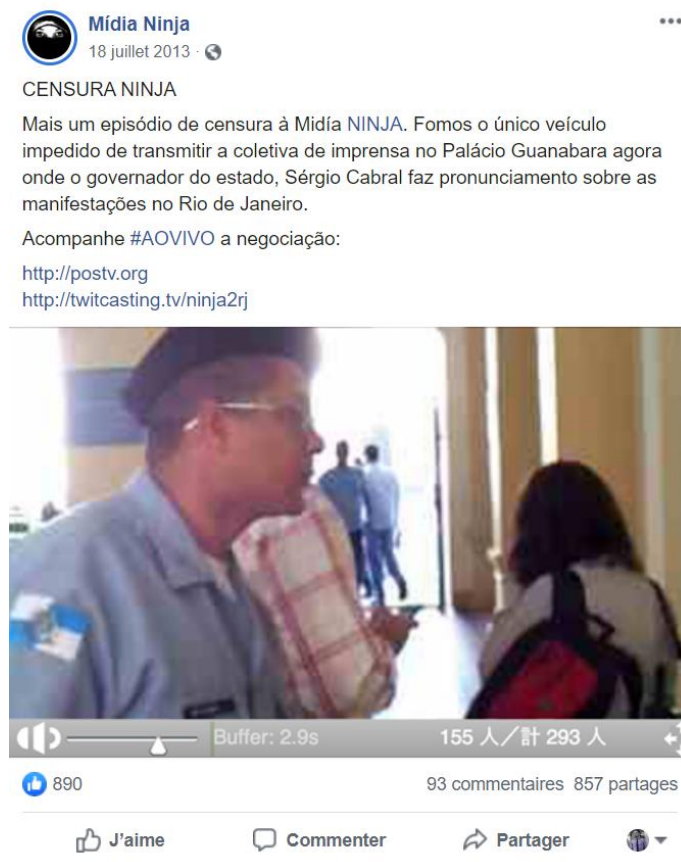 Mídia Ninja
18 juillet 2013 ·
CENSURA NINJA
Mais um episódio de censura à Midía NINJA. Fomos o único veículo
impedido de transmitir a coletiva de imprensa no Palácio Guanabara agora
onde o governador do estado, Sérgio Cabral faz pronunciamento sobre as
manifestações no Rio de Janeiro.
Acompanhe #AOVIVO a negociação:
http://postv.org
http://twitcasting.tv/ninja2rj
Buffer: 2.9s
155 人／計 293 人
890
93 commentaires 857 partages
J'aime
Commenter
Partager